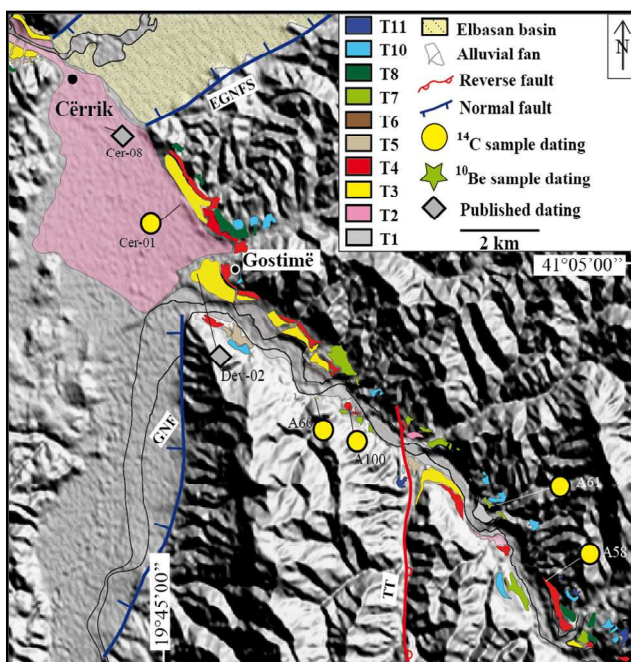 T11
T10
T8
T7
T6
T5
T4
T3
T2
T1
Elbasan basin
Alluvial fan
Reverse fault
Normal fault
¹⁴C sample dating
¹⁰Be sample dating
Published dating
2 km
N
EGNFS
Cërrik
Cer-08
Cer-01
Gostimë
41°05'00''
Dev-02
GNF
A60
A100
A61
A58
TT
19°45'00''